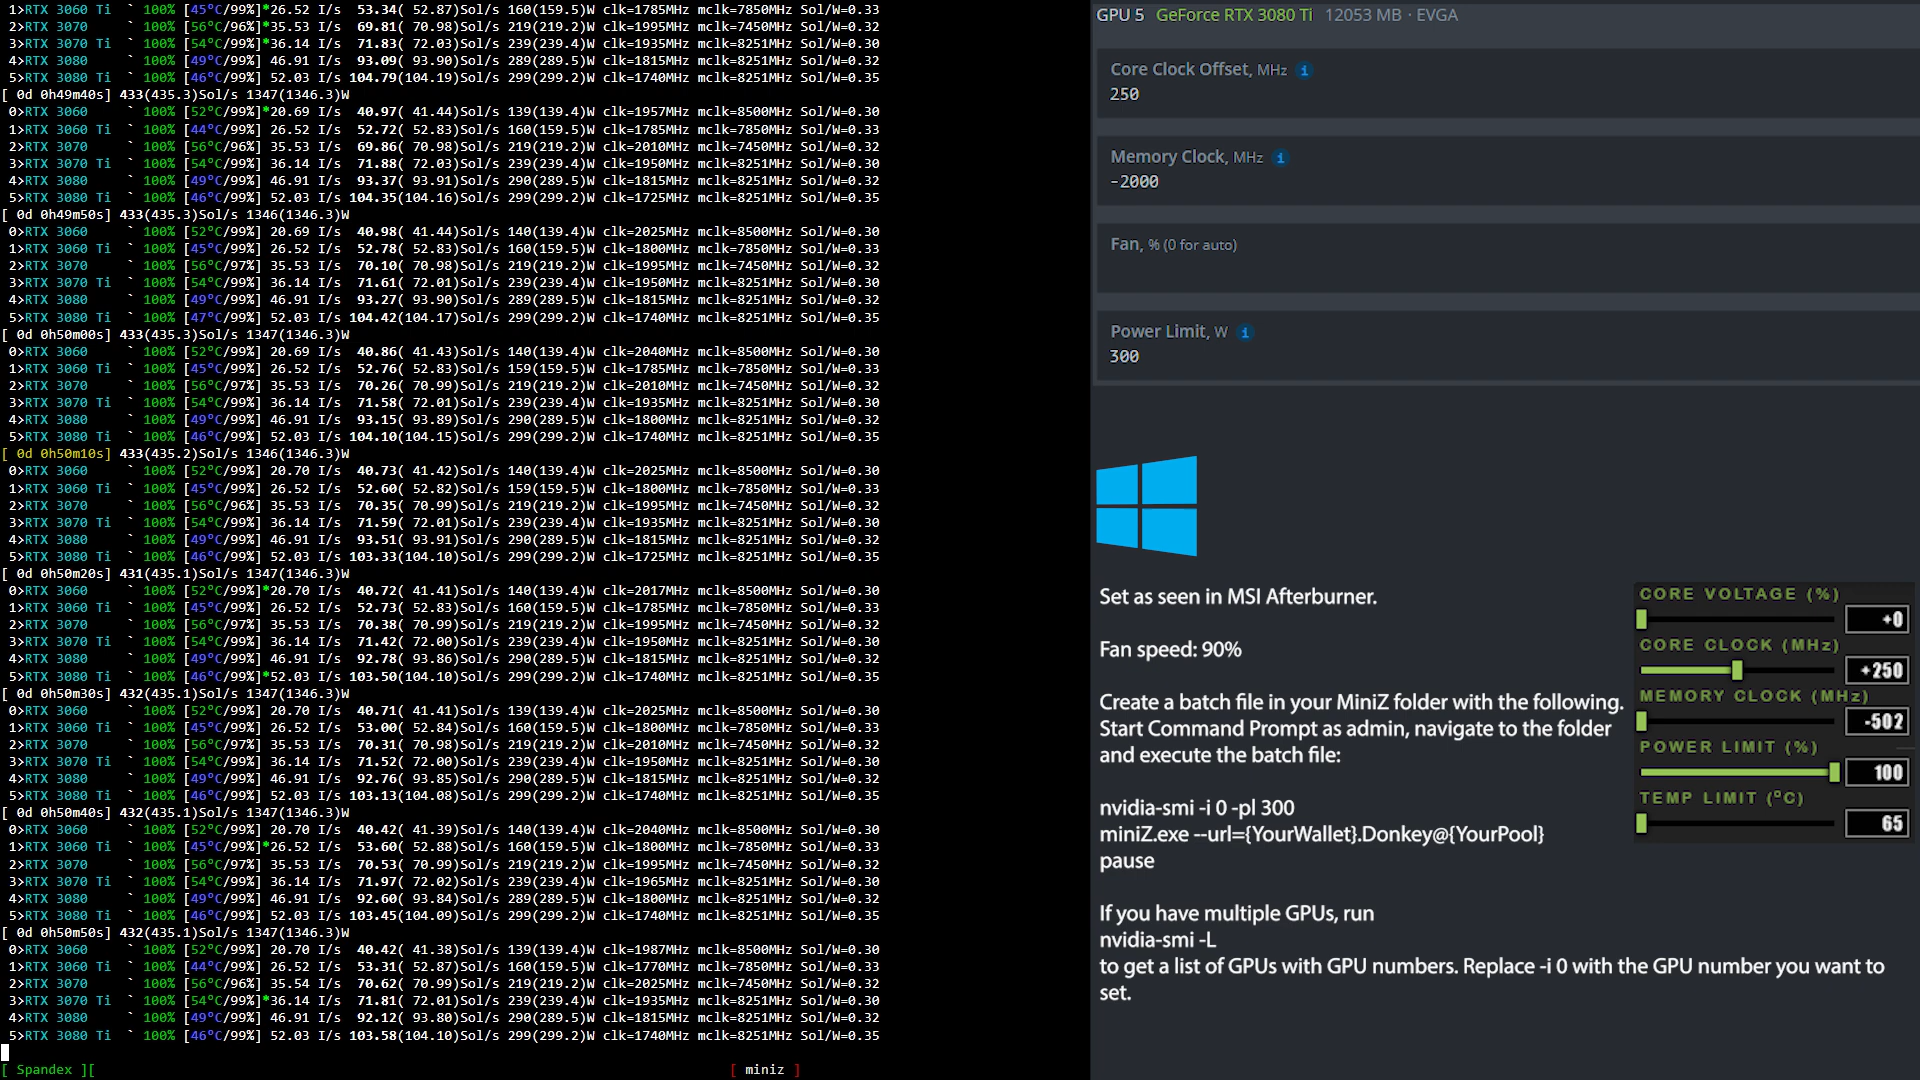 1>RTX 3060 Ti ` 100% [45°C/99%]*26.52 I/s 53.34( 52.87)Sol/s 160(159.5)W clk=1785MHz mclk=7850MHz Sol/W=0.33
2>RTX 3070 ` 100% [56°C/96%]*35.53 I/s 69.81( 70.98)Sol/s 219(219.2)W clk=1995MHz mclk=7450MHz Sol/W=0.32
3>RTX 3070 Ti ` 100% [54°C/99%]*36.14 I/s 71.83( 72.03)Sol/s 239(239.4)W clk=1935MHz mclk=8251MHz Sol/W=0.30
4>RTX 3080 ` 100% [49°C/99%] 46.91 I/s 93.09( 93.90)Sol/s 289(289.5)W clk=1815MHz mclk=8251MHz Sol/W=0.32
5>RTX 3080 Ti ` 100% [46°C/99%] 52.03 I/s 104.79(104.19)Sol/s 299(299.2)W clk=1740MHz mclk=8251MHz Sol/W=0.35
[ 0d 0h49m40s] 433(435.3)Sol/s 1347(1346.3)W
0>RTX 3060 ` 100% [52°C/99%]*20.69 I/s 40.97( 41.44)Sol/s 139(139.4)W clk=1957MHz mclk=8500MHz Sol/W=0.30
1>RTX 3060 Ti ` 100% [44°C/99%] 26.52 I/s 52.72( 52.83)Sol/s 160(159.5)W clk=1785MHz mclk=7850MHz Sol/W=0.33
2>RTX 3070 ` 100% [56°C/96%] 35.53 I/s 69.86( 70.98)Sol/s 219(219.2)W clk=2010MHz mclk=7450MHz Sol/W=0.32
3>RTX 3070 Ti ` 100% [54°C/99%] 36.14 I/s 71.88( 72.03)Sol/s 239(239.4)W clk=1950MHz mclk=8251MHz Sol/W=0.30
4>RTX 3080 ` 100% [49°C/99%] 46.91 I/s 93.37( 93.91)Sol/s 290(289.5)W clk=1815MHz mclk=8251MHz Sol/W=0.32
5>RTX 3080 Ti ` 100% [46°C/99%] 52.03 I/s 104.35(104.16)Sol/s 299(299.2)W clk=1725MHz mclk=8251MHz Sol/W=0.35
[ 0d 0h49m50s] 433(435.3)Sol/s 1346(1346.3)W
0>RTX 3060 ` 100% [52°C/99%] 20.69 I/s 40.98( 41.44)Sol/s 140(139.4)W clk=2025MHz mclk=8500MHz Sol/W=0.30
1>RTX 3060 Ti ` 100% [45°C/99%] 26.52 I/s 52.78( 52.83)Sol/s 160(159.5)W clk=1800MHz mclk=7850MHz Sol/W=0.33
2>RTX 3070 ` 100% [56°C/97%] 35.53 I/s 70.10( 70.98)Sol/s 219(219.2)W clk=1995MHz mclk=7450MHz Sol/W=0.32
3>RTX 3070 Ti ` 100% [54°C/99%] 36.14 I/s 71.61( 72.01)Sol/s 239(239.4)W clk=1950MHz mclk=8251MHz Sol/W=0.30
4>RTX 3080 ` 100% [49°C/99%] 46.91 I/s 93.27( 93.90)Sol/s 289(289.5)W clk=1815MHz mclk=8251MHz Sol/W=0.32
5>RTX 3080 Ti ` 100% [47°C/99%] 52.03 I/s 104.42(104.17)Sol/s 299(299.2)W clk=1740MHz mclk=8251MHz Sol/W=0.35
[ 0d 0h50m00s] 433(435.3)Sol/s 1347(1346.3)W
0>RTX 3060 ` 100% [52°C/99%] 20.69 I/s 40.86( 41.43)Sol/s 140(139.4)W clk=2040MHz mclk=8500MHz Sol/W=0.30
1>RTX 3060 Ti ` 100% [45°C/99%] 26.52 I/s 52.76( 52.83)Sol/s 159(159.5)W clk=1785MHz mclk=7850MHz Sol/W=0.33
2>RTX 3070 ` 100% [56°C/97%] 35.53 I/s 70.26( 70.99)Sol/s 219(219.2)W clk=2010MHz mclk=7450MHz Sol/W=0.32
3>RTX 3070 Ti ` 100% [54°C/99%] 36.14 I/s 71.58( 72.01)Sol/s 239(239.4)W clk=1935MHz mclk=8251MHz Sol/W=0.30
4>RTX 3080 ` 100% [49°C/99%] 46.91 I/s 93.15( 93.89)Sol/s 290(289.5)W clk=1800MHz mclk=8251MHz Sol/W=0.32
5>RTX 3080 Ti ` 100% [46°C/99%] 52.03 I/s 104.10(104.15)Sol/s 299(299.2)W clk=1740MHz mclk=8251MHz Sol/W=0.35
[ 0d 0h50m10s] 433(435.2)Sol/s 1346(1346.3)W
0>RTX 3060 ` 100% [52°C/99%] 20.70 I/s 40.73( 41.42)Sol/s 140(139.4)W clk=2025MHz mclk=8500MHz Sol/W=0.30
1>RTX 3060 Ti ` 100% [45°C/99%] 26.52 I/s 52.60( 52.82)Sol/s 159(159.5)W clk=1800MHz mclk=7850MHz Sol/W=0.33
2>RTX 3070 ` 100% [56°C/96%] 35.53 I/s 70.35( 70.99)Sol/s 219(219.2)W clk=1995MHz mclk=7450MHz Sol/W=0.32
3>RTX 3070 Ti ` 100% [54°C/99%] 36.14 I/s 71.59( 72.01)Sol/s 239(239.4)W clk=1935MHz mclk=8251MHz Sol/W=0.30
4>RTX 3080 ` 100% [49°C/99%] 46.91 I/s 93.51( 93.91)Sol/s 290(289.5)W clk=1815MHz mclk=8251MHz Sol/W=0.32
5>RTX 3080 Ti ` 100% [46°C/99%] 52.03 I/s 103.33(104.10)Sol/s 299(299.2)W clk=1725MHz mclk=8251MHz Sol/W=0.35
[ 0d 0h50m20s] 431(435.1)Sol/s 1347(1346.3)W
0>RTX 3060 ` 100% [52°C/99%]*20.70 I/s 40.72( 41.41)Sol/s 140(139.4)W clk=2017MHz mclk=8500MHz Sol/W=0.30
1>RTX 3060 Ti ` 100% [45°C/99%] 26.52 I/s 52.73( 52.83)Sol/s 160(159.5)W clk=1785MHz mclk=7850MHz Sol/W=0.33
2>RTX 3070 ` 100% [56°C/97%] 35.53 I/s 70.38( 70.99)Sol/s 219(219.2)W clk=1995MHz mclk=7450MHz Sol/W=0.32
3>RTX 3070 Ti ` 100% [54°C/99%] 36.14 I/s 71.42( 72.00)Sol/s 239(239.4)W clk=1950MHz mclk=8251MHz Sol/W=0.30
4>RTX 3080 ` 100% [49°C/99%] 46.91 I/s 92.78( 93.86)Sol/s 290(289.5)W clk=1815MHz mclk=8251MHz Sol/W=0.32
5>RTX 3080 Ti ` 100% [46°C/99%]*52.03 I/s 103.50(104.10)Sol/s 299(299.2)W clk=1740MHz mclk=8251MHz Sol/W=0.35
[ 0d 0h50m30s] 432(435.1)Sol/s 1347(1346.3)W
0>RTX 3060 ` 100% [52°C/99%] 20.70 I/s 40.71( 41.41)Sol/s 139(139.4)W clk=2025MHz mclk=8500MHz Sol/W=0.30
1>RTX 3060 Ti ` 100% [45°C/99%] 26.52 I/s 53.00( 52.84)Sol/s 160(159.5)W clk=1800MHz mclk=7850MHz Sol/W=0.33
2>RTX 3070 ` 100% [56°C/97%] 35.53 I/s 70.31( 70.98)Sol/s 219(219.2)W clk=2010MHz mclk=7450MHz Sol/W=0.32
3>RTX 3070 Ti ` 100% [54°C/99%] 36.14 I/s 71.52( 72.00)Sol/s 239(239.4)W clk=1935MHz mclk=8251MHz Sol/W=0.30
4>RTX 3080 ` 100% [49°C/99%] 46.91 I/s 92.76( 93.85)Sol/s 290(289.5)W clk=1815MHz mclk=8251MHz Sol/W=0.32
5>RTX 3080 Ti ` 100% [46°C/99%] 52.03 I/s 103.13(104.08)Sol/s 299(299.2)W clk=1740MHz mclk=8251MHz Sol/W=0.35
[ 0d 0h50m40s] 432(435.1)Sol/s 1347(1346.3)W
0>RTX 3060 ` 100% [52°C/99%] 20.70 I/s 40.42( 41.39)Sol/s 140(139.4)W clk=2040MHz mclk=8500MHz Sol/W=0.30
1>RTX 3060 Ti ` 100% [45°C/99%]*26.52 I/s 53.60( 52.88)Sol/s 160(159.5)W clk=1800MHz mclk=7850MHz Sol/W=0.33
2>RTX 3070 ` 100% [56°C/97%] 35.53 I/s 70.53( 70.99)Sol/s 219(219.2)W clk=1995MHz mclk=7450MHz Sol/W=0.32
3>RTX 3070 Ti ` 100% [54°C/99%] 36.14 I/s 71.97( 72.02)Sol/s 239(239.4)W clk=1965MHz mclk=8251MHz Sol/W=0.30
4>RTX 3080 ` 100% [49°C/99%] 46.91 I/s 92.60( 93.84)Sol/s 289(289.5)W clk=1800MHz mclk=8251MHz Sol/W=0.32
5>RTX 3080 Ti ` 100% [46°C/99%] 52.03 I/s 103.45(104.09)Sol/s 299(299.2)W clk=1740MHz mclk=8251MHz Sol/W=0.35
[ 0d 0h50m50s] 432(435.1)Sol/s 1347(1346.3)W
0>RTX 3060 ` 100% [52°C/99%] 20.70 I/s 40.42( 41.38)Sol/s 139(139.4)W clk=1987MHz mclk=8500MHz Sol/W=0.30
1>RTX 3060 Ti ` 100% [44°C/99%] 26.52 I/s 53.31( 52.87)Sol/s 160(159.5)W clk=1770MHz mclk=7850MHz Sol/W=0.33
2>RTX 3070 ` 100% [56°C/96%] 35.54 I/s 70.62( 70.99)Sol/s 219(219.2)W clk=2025MHz mclk=7450MHz Sol/W=0.32
3>RTX 3070 Ti ` 100% [54°C/99%]*36.14 I/s 71.81( 72.01)Sol/s 239(239.4)W clk=1935MHz mclk=8251MHz Sol/W=0.30
4>RTX 3080 ` 100% [49°C/99%] 46.91 I/s 92.12( 93.80)Sol/s 289(289.5)W clk=1815MHz mclk=8251MHz Sol/W=0.32
5>RTX 3080 Ti ` 100% [46°C/99%] 52.03 I/s 103.58(104.10)Sol/s 299(299.2)W clk=1740MHz mclk=8251MHz Sol/W=0.35
[ Spandex ][ [ miniz ]
GPU 5 GeForce RTX 3080 Ti 12053 MB · EVGA
Core Clock Offset, MHz i
250
Memory Clock, MHz i
-2000
Fan, % (0 for auto)
Power Limit, W i
300
Set as seen in MSI Afterburner.
Fan speed: 90%
Create a batch file in your MiniZ folder with the following.
Start Command Prompt as admin, navigate to the folder
and execute the batch file:
nvidia-smi -i 0 -pl 300
miniZ.exe --url={YourWallet}.Donkey@{YourPool}
pause
If you have multiple GPUs, run
nvidia-smi -L
to get a list of GPUs with GPU numbers. Replace -i 0 with the GPU number you want to
set.
CORE VOLTAGE (%)
+0
CORE CLOCK (MHz)
+250
MEMORY CLOCK (MHz)
-502
POWER LIMIT (%)
100
TEMP LIMIT (°C)
65